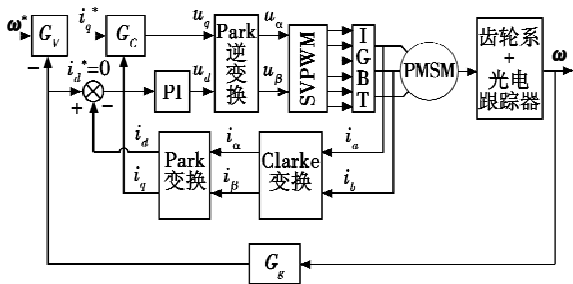 ω*
G_V
i_q*
G_C
u_q
Park
逆变换
u_α
SVPWM
I
G
B
T
PMSM
齿轮系
+
光电
跟踪器
ω
−
i_d*=0
+
−
PI
u_d
u_β
i_d
i_q
Park
变换
i_α
i_β
Clarke
变换
i_a
i_b
G_g